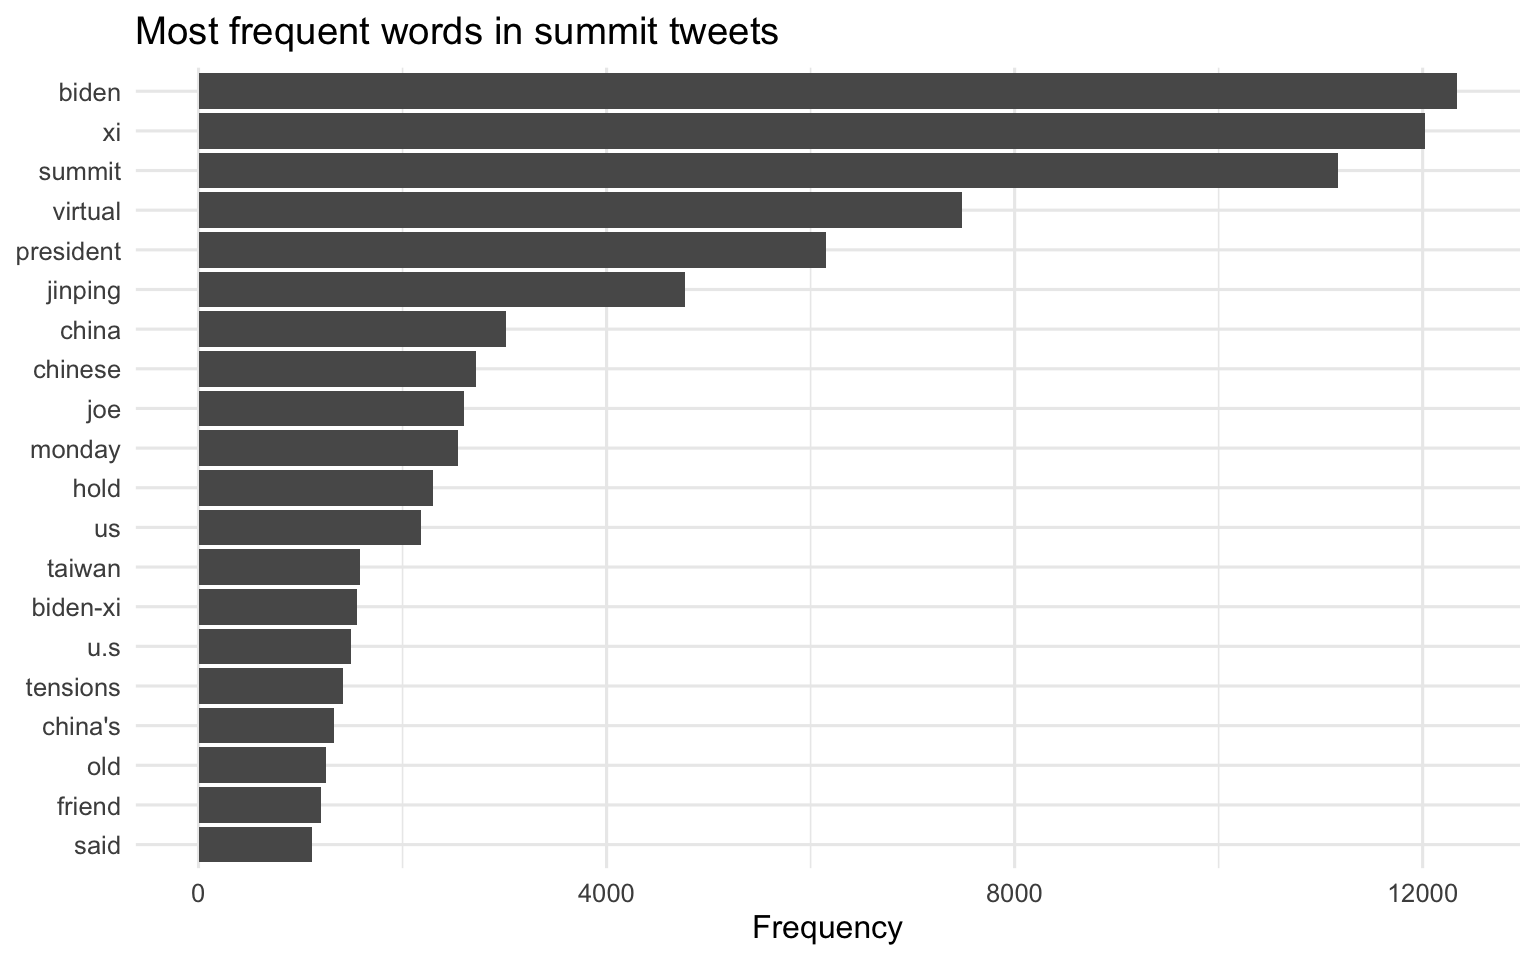 Most frequent words in summit tweets
biden
xi
summit
virtual
president
jinping
china
chinese
joe
monday
hold
us
taiwan
biden-xi
u.s
tensions
china's
old
friend
said
0 4000 8000 12000
Frequency